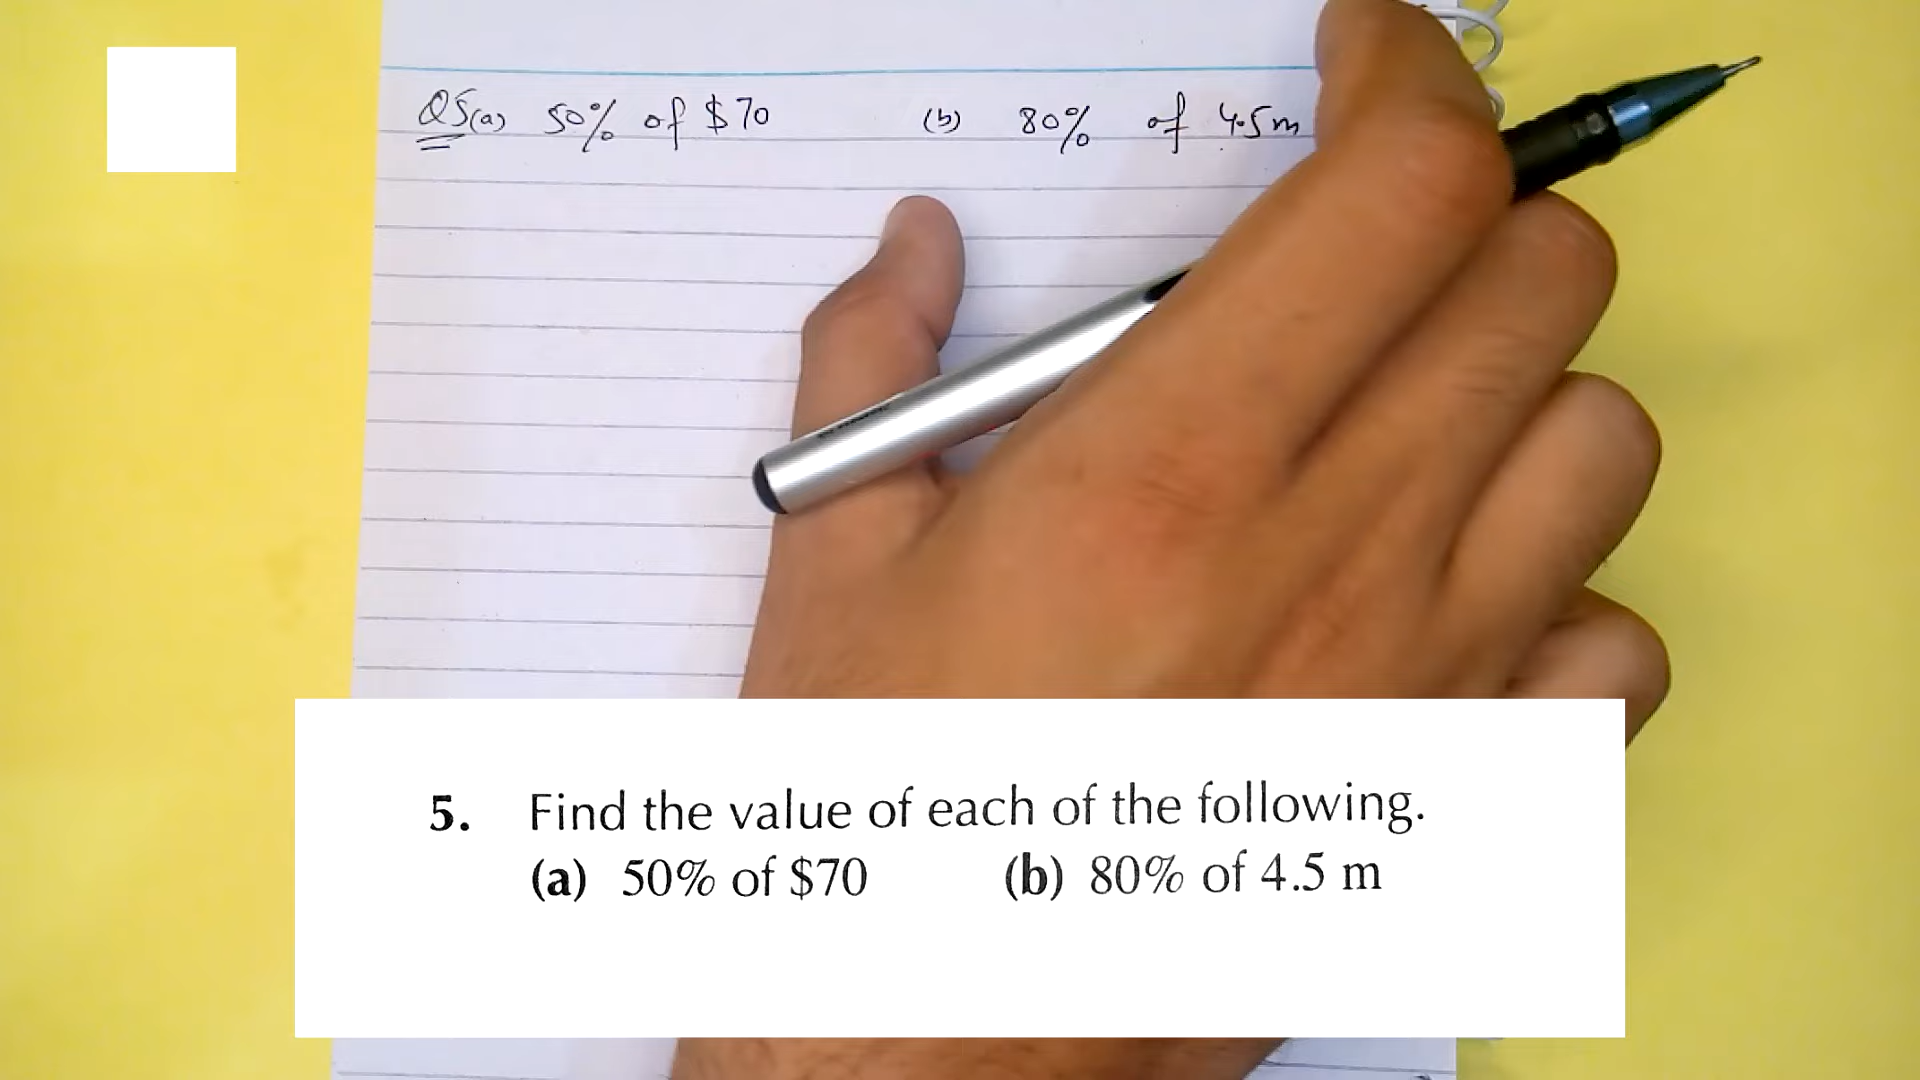 Q5(a) 50% of $70 (b) 80% of 4.5m
5. Find the value of each of the following.
(a) 50% of $70 (b) 80% of 4.5 m